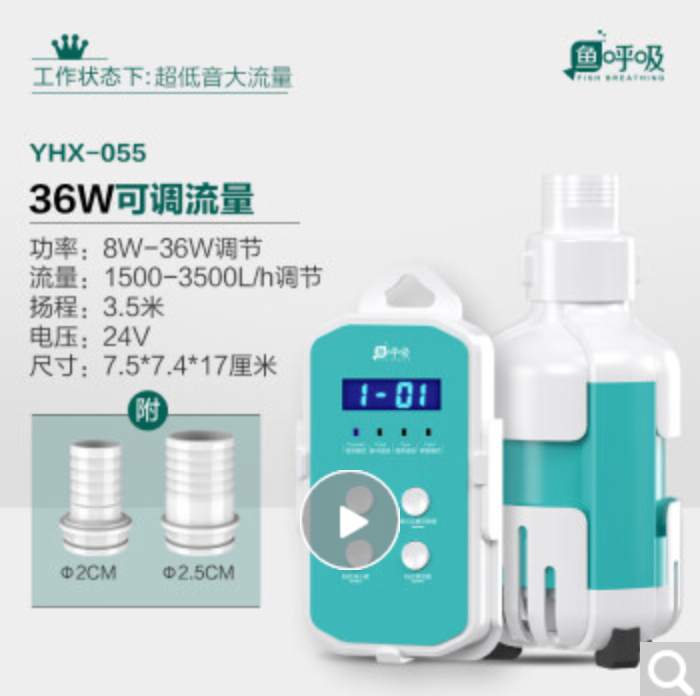 工作状态下:超低音大流量
鱼呼吸
FISH BREATHING
YHX-055
36W可调流量
功率：8W-36W调节
流量：1500-3500L/h调节
扬程：3.5米
电压：24V
尺寸：7.5*7.4*17厘米
附
Φ2CM
Φ2.5CM
鱼呼吸
1-01